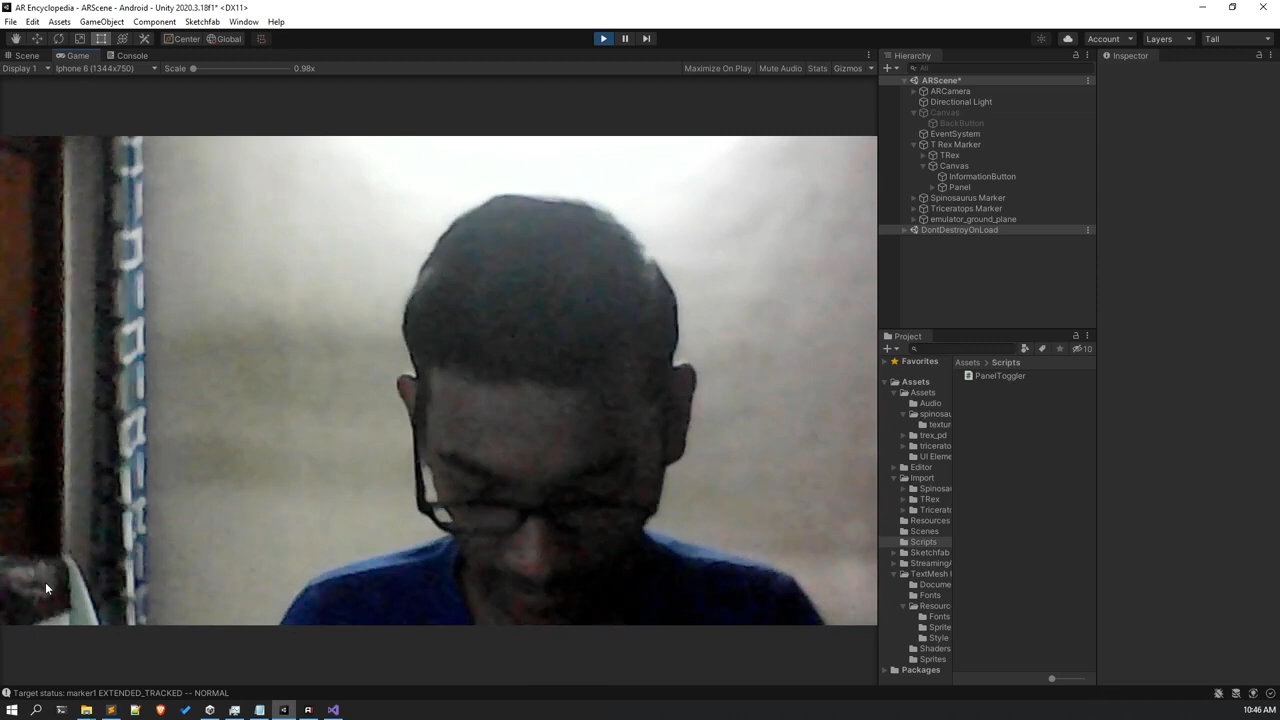 AR Encyclopedia - ARScene - Android - Unity 2020.3.18f1* <DX11>
File Edit Assets GameObject Component Sketchfab Window Help
Center Global Account Layers Tall
Scene Game Console
Display 1 Iphone 6 (1344x750) Scale 0.98x Maximize On Play Mute Audio Stats Gizmos
Hierarchy
All
ARScene*
ARCamera
Directional Light
Canvas
BackButton
EventSystem
T Rex Marker
TRex
Canvas
InformationButton
Panel
Spinosaurus Marker
Triceratops Marker
emulator_ground_plane
DontDestroyOnLoad
Inspector
Project
10
Favorites
Assets
Assets
Audio
spinosau
textur
trex_pd
tricerato
UI Eleme
Editor
Import
Spinosau
TRex
Tricerat
Resources
Scenes
Scripts
Sketchfab
StreamingA
TextMesh
Docume
Fonts
Resourc
Fonts
Sprite
Style
Shaders
Sprites
Packages
Assets > Scripts
PanelToggler
Target status: marker1 EXTENDED_TRACKED -- NORMAL
10:46 AM